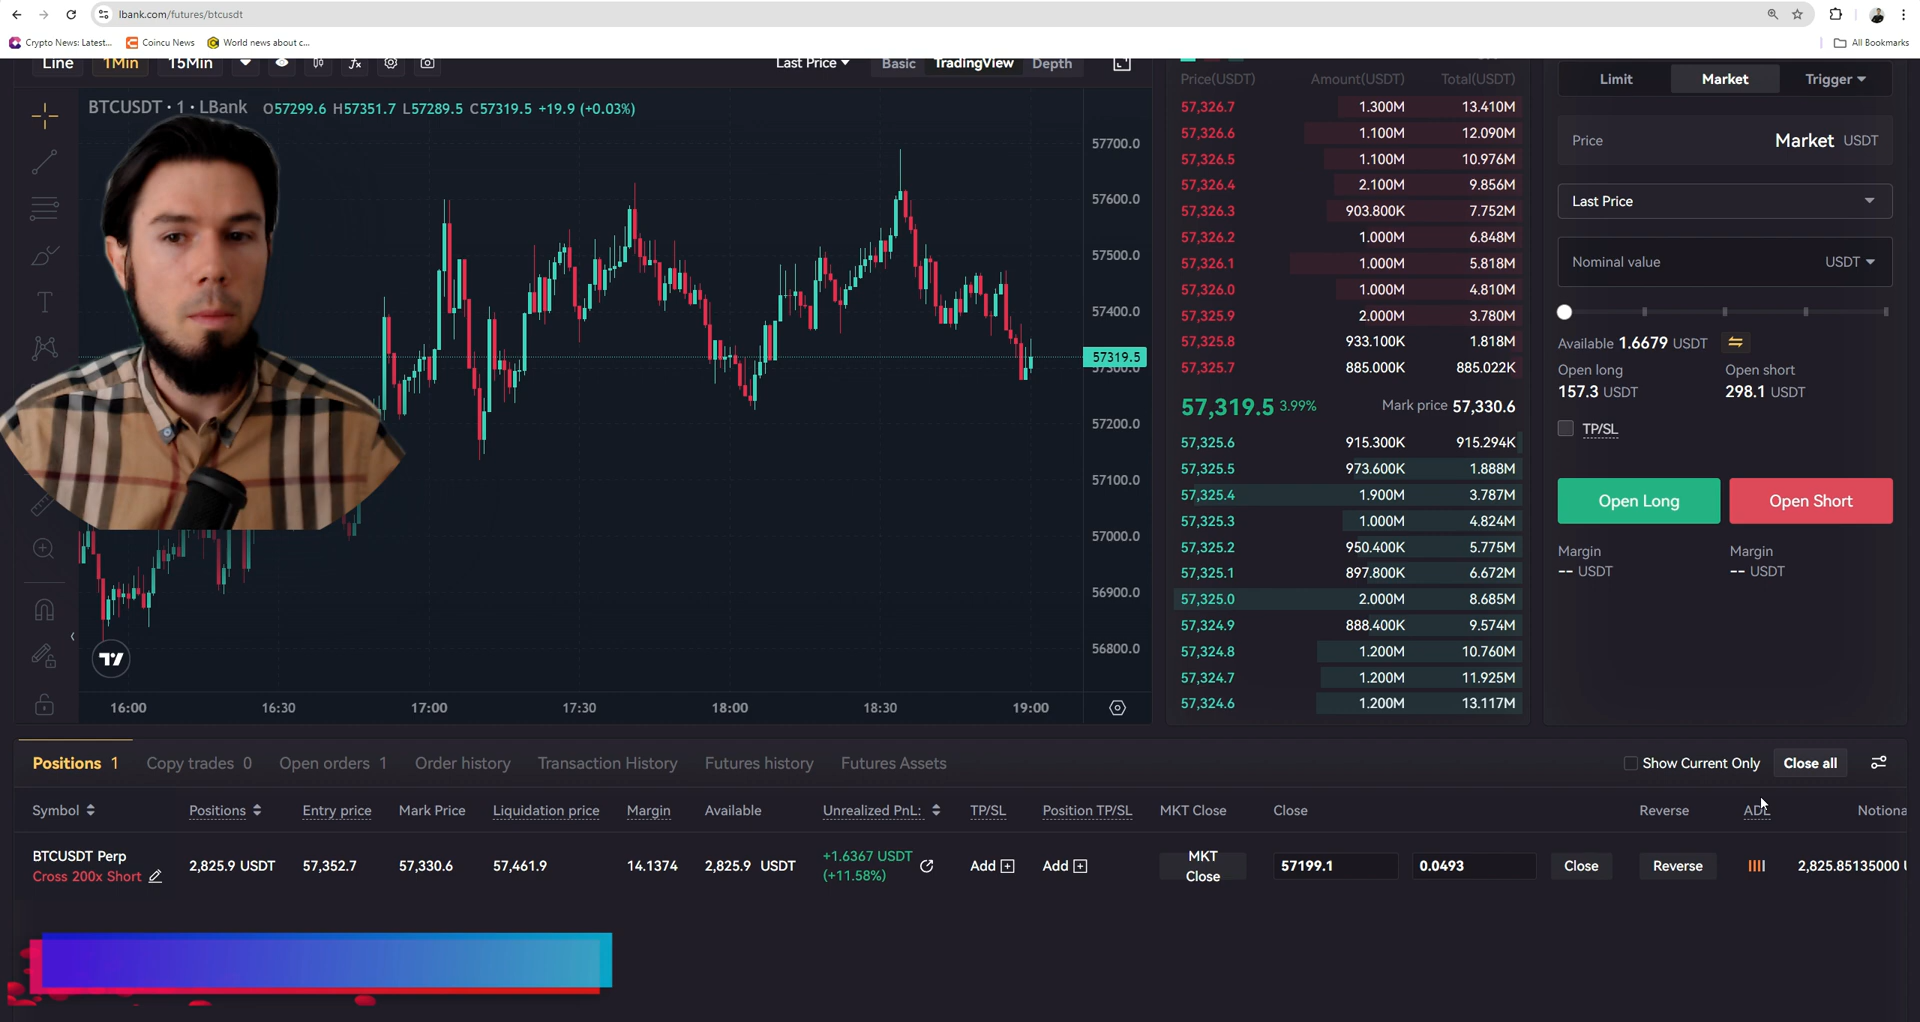 lbank.com/futures/btcusdt
Crypto News: Latest...
Coincu News
World news about c...
All Bookmarks
Line
1Min
15Min
Last Price
Basic
TradingView
Depth
BTCUSDT · 1 · LBank O57299.6 H57351.7 L57289.5 C57319.5 +19.9 (+0.03%)
57700.0
57600.0
57500.0
57400.0
57319.5
57300.0
57200.0
57100.0
57000.0
56900.0
56800.0
16:00 16:30 17:00 17:30 18:00 18:30 19:00
Price(USDT) Amount(USDT) Total(USDT)
57,326.7 1.300M 13.410M
57,326.6 1.100M 12.090M
57,326.5 1.100M 10.976M
57,326.4 2.100M 9.856M
57,326.3 903.800K 7.752M
57,326.2 1.000M 6.848M
57,326.1 1.000M 5.818M
57,326.0 1.000M 4.810M
57,325.9 2.000M 3.780M
57,325.8 933.100K 1.818M
57,325.7 885.000K 885.022K
57,319.5 3.99% Mark price 57,330.6
57,325.6 915.300K 915.294K
57,325.5 973.600K 1.888M
57,325.4 1.900M 3.787M
57,325.3 1.000M 4.824M
57,325.2 950.400K 5.775M
57,325.1 897.800K 6.672M
57,325.0 2.000M 8.685M
57,324.9 888.400K 9.574M
57,324.8 1.200M 10.760M
57,324.7 1.200M 11.925M
57,324.6 1.200M 13.117M
Limit Market Trigger
Price Market USDT
Last Price
Nominal value USDT
Available 1.6679 USDT
Open long Open short
157.3 USDT 298.1 USDT
TP/SL
Open Long Open Short
Margin Margin
-- USDT -- USDT
Positions 1 Copy trades 0 Open orders 1 Order history Transaction History Futures history Futures Assets
Show Current Only Close all
Symbol Positions Entry price Mark Price Liquidation price Margin Available Unrealized PnL: TP/SL Position TP/SL MKT Close Close Reverse ADL Notiona
BTCUSDT Perp
Cross 200x Short
2,825.9 USDT 57,352.7 57,330.6 57,461.9 14.1374 2,825.9 USDT
+1.6367 USDT
(+11.58%)
Add Add
MKT
Close
57199.1 0.0493 Close Reverse 2,825.85135000 U